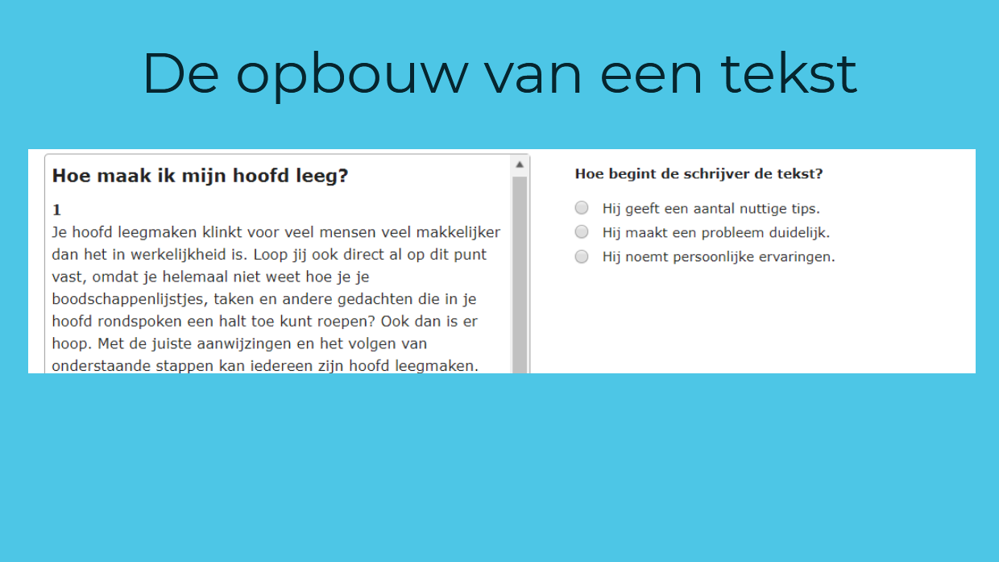 De opbouw van een tekst
Hoe maak ik mijn hoofd leeg?
1
Je hoofd leegmaken klinkt voor veel mensen veel makkelijker
dan het in werkelijkheid is. Loop jij ook direct al op dit punt
vast, omdat je helemaal niet weet hoe je je
boodschappenlijstjes, taken en andere gedachten die in je
hoofd rondspoken een halt toe kunt roepen? Ook dan is er
hoop. Met de juiste aanwijzingen en het volgen van
onderstaande stappen kan iedereen zijn hoofd leegmaken.
Hoe begint de schrijver de tekst?
Hij geeft een aantal nuttige tips.
Hij maakt een probleem duidelijk.
Hij noemt persoonlijke ervaringen.